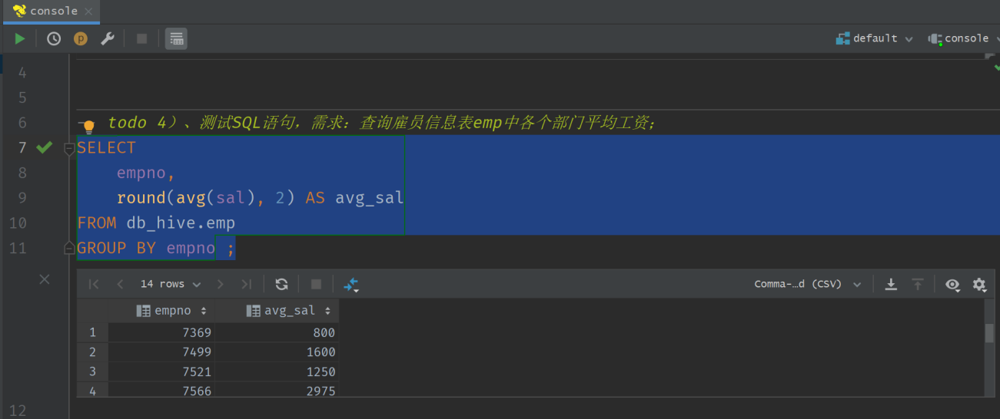 console
default
console
4
5
6 -- todo 4）、测试SQL语句，需求：查询雇员信息表emp中各个部门平均工资；
7 SELECT
8 empno,
9 round(avg(sal), 2) AS avg_sal
10 FROM db_hive.emp
11 GROUP BY empno ;
14 rows
Comma-…d (CSV)
empno avg_sal
1 7369 800
2 7499 1600
3 7521 1250
4 7566 2975
12